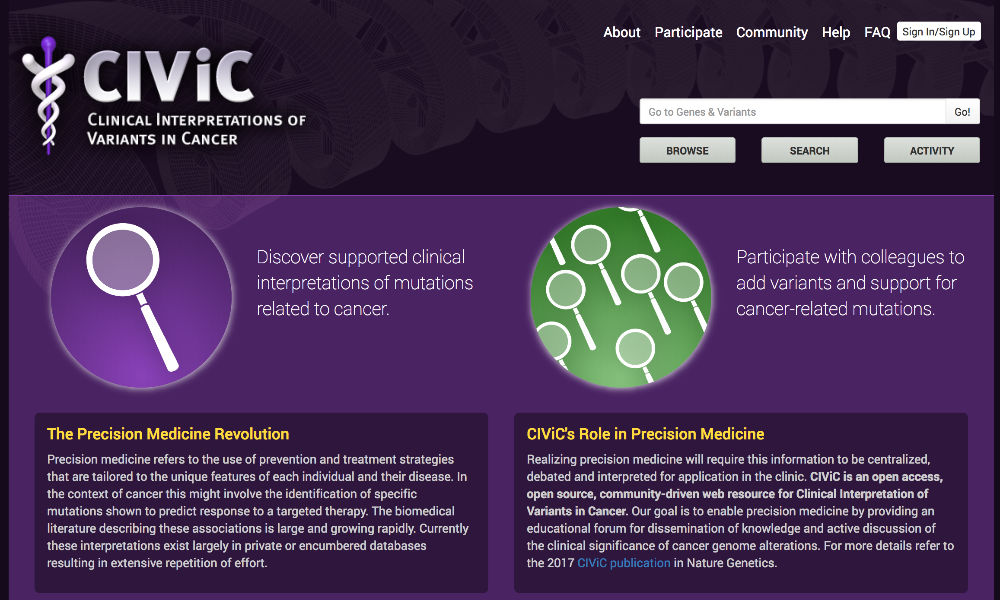 About Participate Community Help FAQ Sign In/Sign Up
CIViC
CLINICAL INTERPRETATIONS OF
VARIANTS IN CANCER
Go to Genes & Variants Go!
BROWSE SEARCH ACTIVITY
Discover supported clinical
interpretations of mutations
related to cancer.
Participate with colleagues to
add variants and support for
cancer-related mutations.
The Precision Medicine Revolution
Precision medicine refers to the use of prevention and treatment strategies
that are tailored to the unique features of each individual and their disease. In
the context of cancer this might involve the identification of specific
mutations shown to predict response to a targeted therapy. The biomedical
literature describing these associations is large and growing rapidly. Currently
these interpretations exist largely in private or encumbered databases
resulting in extensive repetition of effort.
CIViC's Role in Precision Medicine
Realizing precision medicine will require this information to be centralized,
debated and interpreted for application in the clinic. CIViC is an open access,
open source, community-driven web resource for Clinical Interpretation of
Variants in Cancer. Our goal is to enable precision medicine by providing an
educational forum for dissemination of knowledge and active discussion of
the clinical significance of cancer genome alterations. For more details refer to
the 2017 CIViC publication in Nature Genetics.